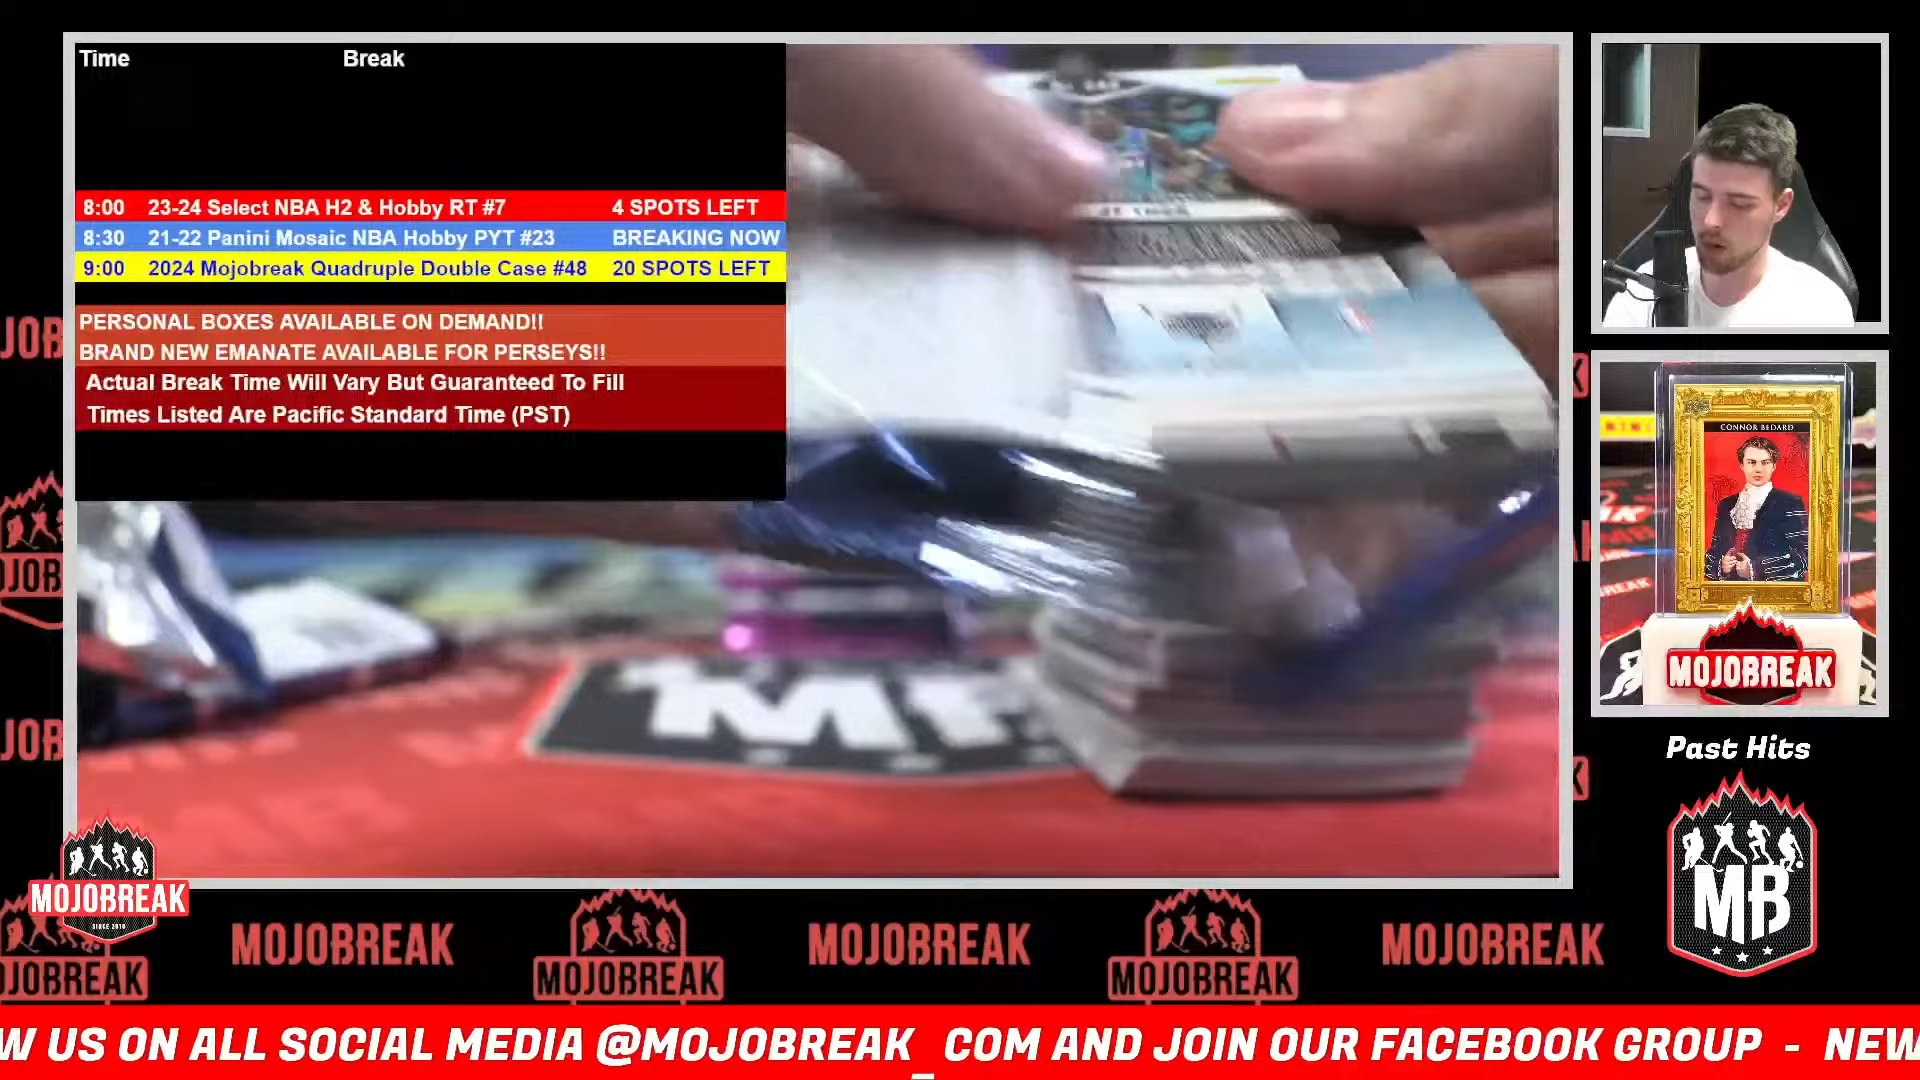 Time Break
8:00 23-24 Select NBA H2 & Hobby RT #7 4 SPOTS LEFT
8:30 21-22 Panini Mosaic NBA Hobby PYT #23 BREAKING NOW
9:00 2024 Mojobreak Quadruple Double Case #48 20 SPOTS LEFT
PERSONAL BOXES AVAILABLE ON DEMAND!!
BRAND NEW EMANATE AVAILABLE FOR PERSEYS!!
Actual Break Time Will Vary But Guaranteed To Fill
Times Listed Are Pacific Standard Time (PST)
CONNOR BEDARD
MOJOBREAK
Past Hits
MB
MOJOBREAK
SINCE 2010
MOJOBREAK MOJOBREAK MOJOBREAK
OJOBREAK MOJOBREAK MOJOBREAK
W US ON ALL SOCIAL MEDIA @MOJOBREAK_COM AND JOIN OUR FACEBOOK GROUP - NEW